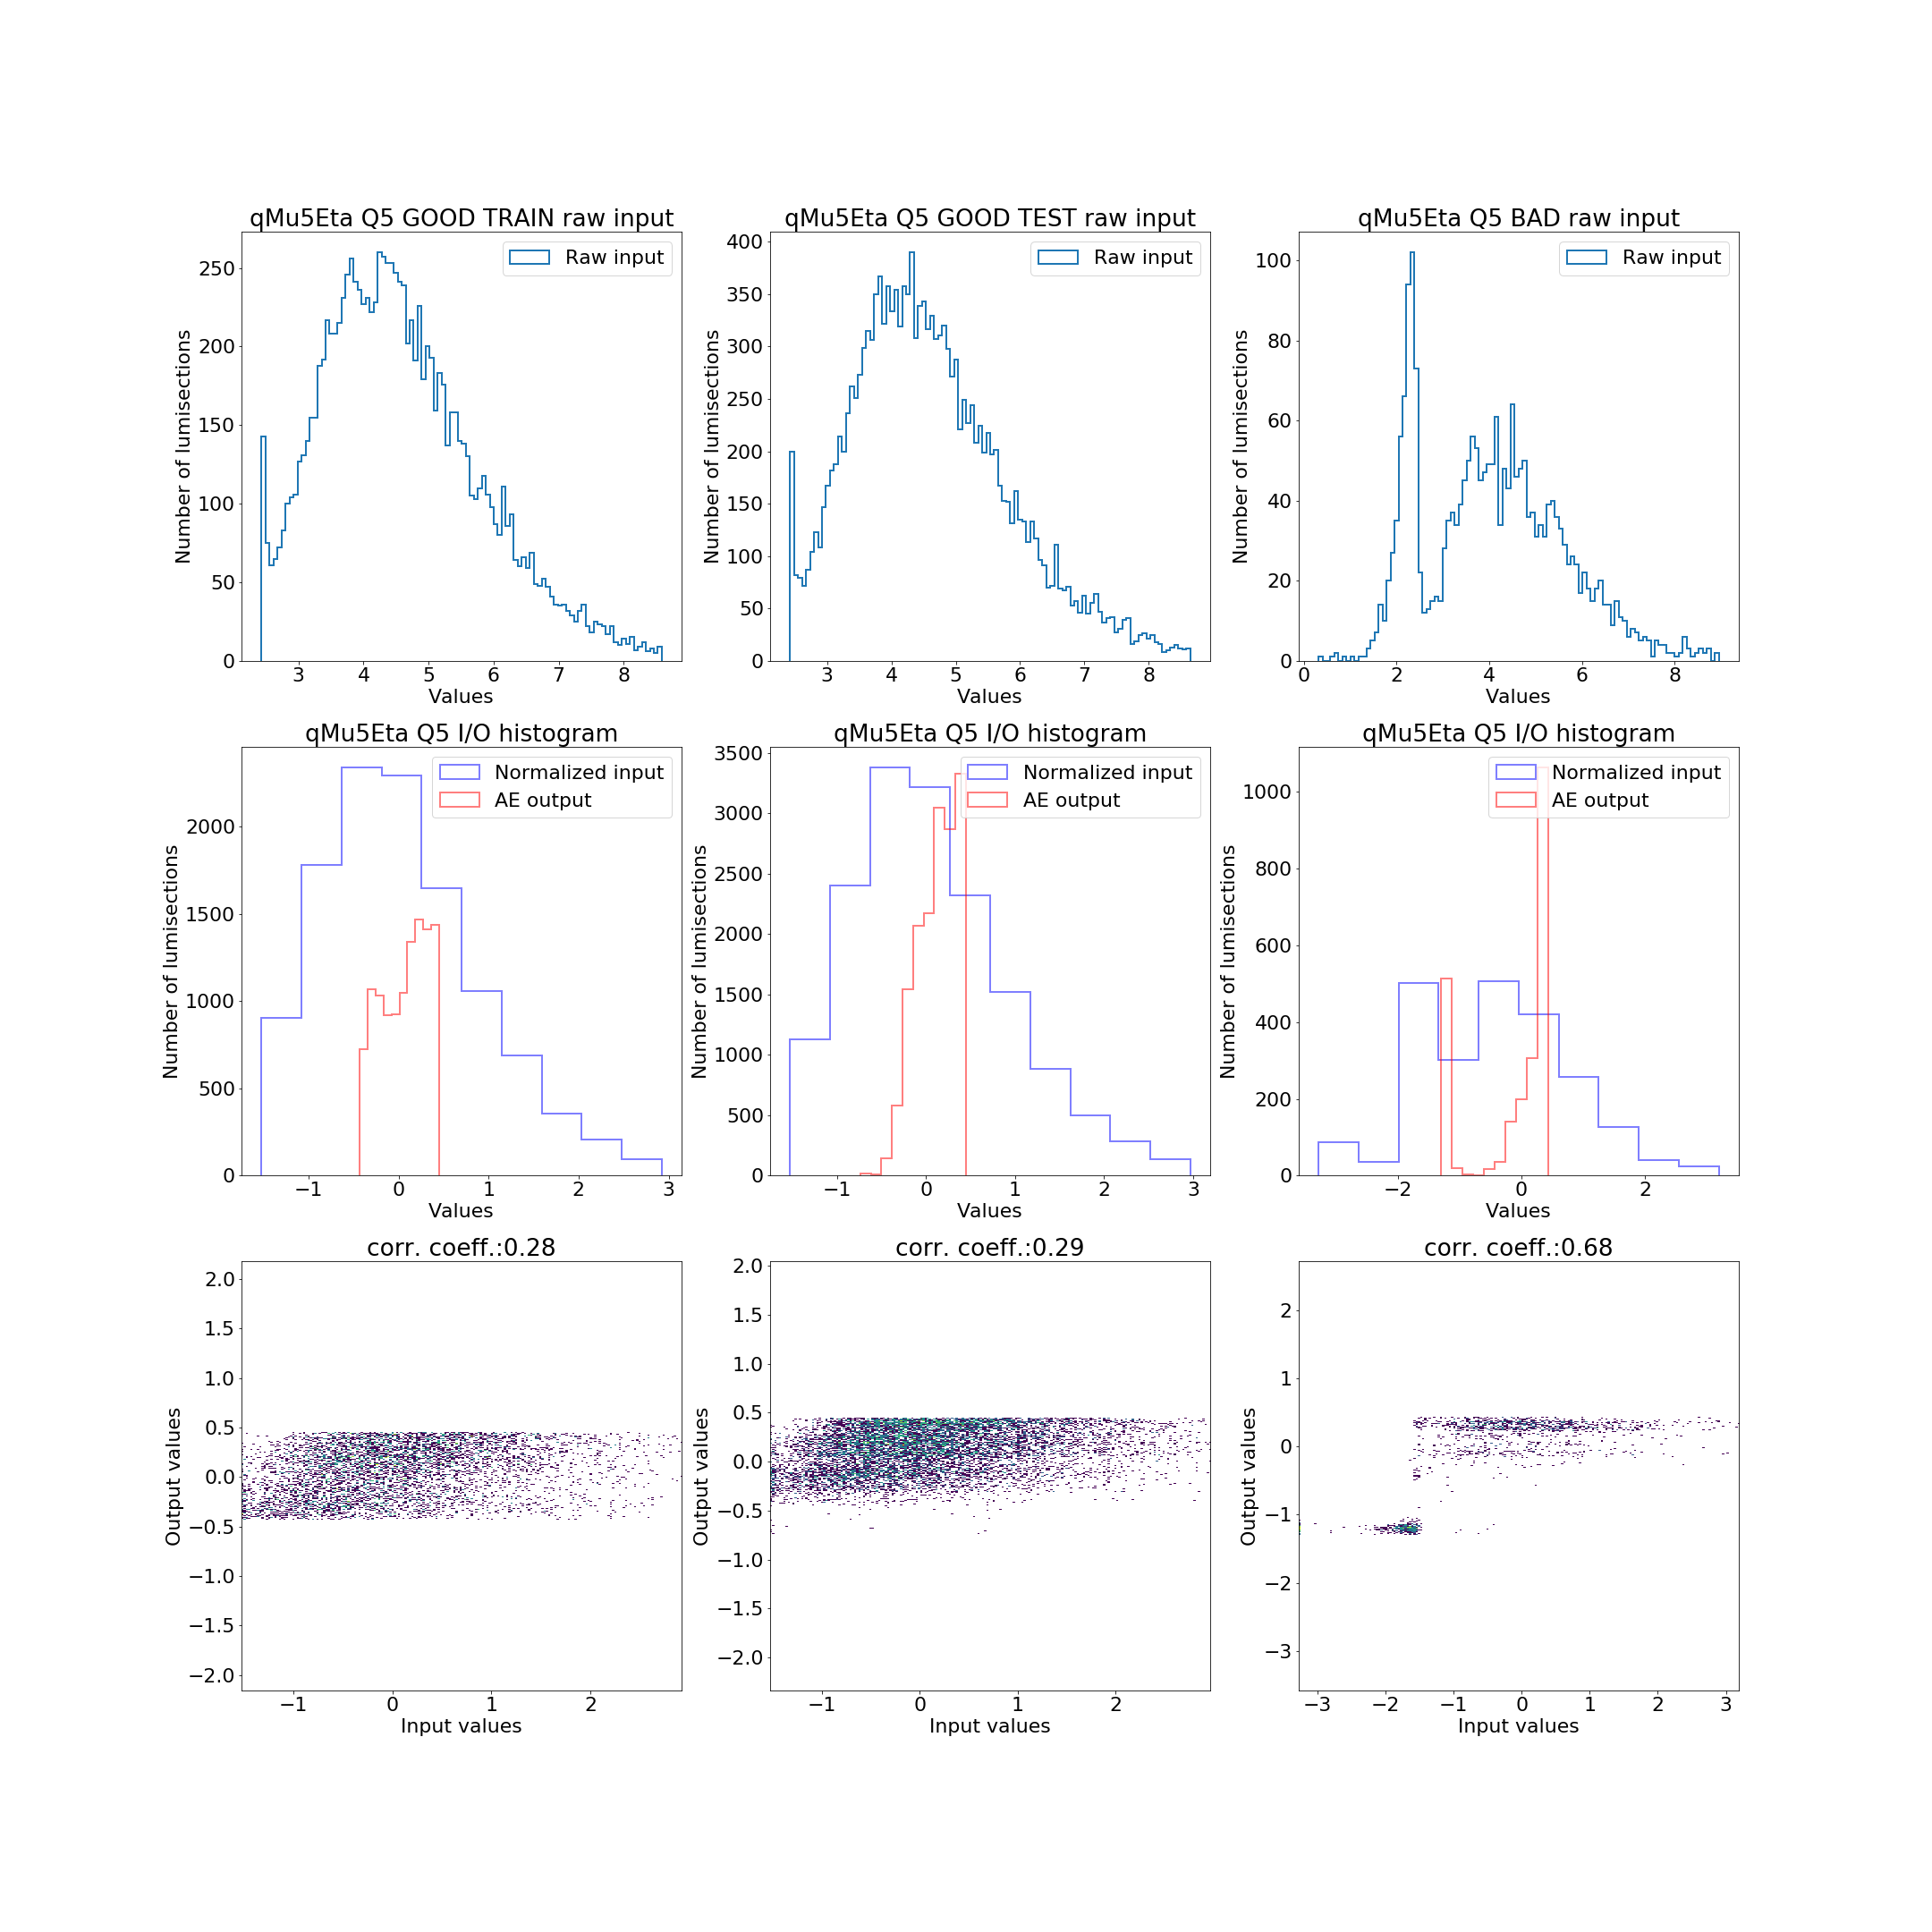 qMu5Eta Q5 GOOD TRAIN raw input
Raw input
250
200
150
100
50
0
Number of lumisections
3 4 5 6 7 8
Values
qMu5Eta Q5 GOOD TEST raw input
Raw input
400
350
300
250
200
150
100
50
0
Number of lumisections
3 4 5 6 7 8
Values
qMu5Eta Q5 BAD raw input
Raw input
100
80
60
40
20
0
Number of lumisections
0 2 4 6 8
Values
qMu5Eta Q5 I/O histogram
Normalized input
AE output
2000
1500
1000
500
0
Number of lumisections
−1 0 1 2 3
Values
qMu5Eta Q5 I/O histogram
Normalized input
AE output
3500
3000
2500
2000
1500
1000
500
0
Number of lumisections
−1 0 1 2 3
Values
qMu5Eta Q5 I/O histogram
Normalized input
AE output
1000
800
600
400
200
0
Number of lumisections
−2 0 2
Values
corr. coeff.:0.28
2.0
1.5
1.0
0.5
0.0
−0.5
−1.0
−1.5
−2.0
Output values
−1 0 1 2
Input values
corr. coeff.:0.29
2.0
1.5
1.0
0.5
0.0
−0.5
−1.0
−1.5
−2.0
Output values
−1 0 1 2
Input values
corr. coeff.:0.68
2
1
0
−1
−2
−3
Output values
−3 −2 −1 0 1 2 3
Input values